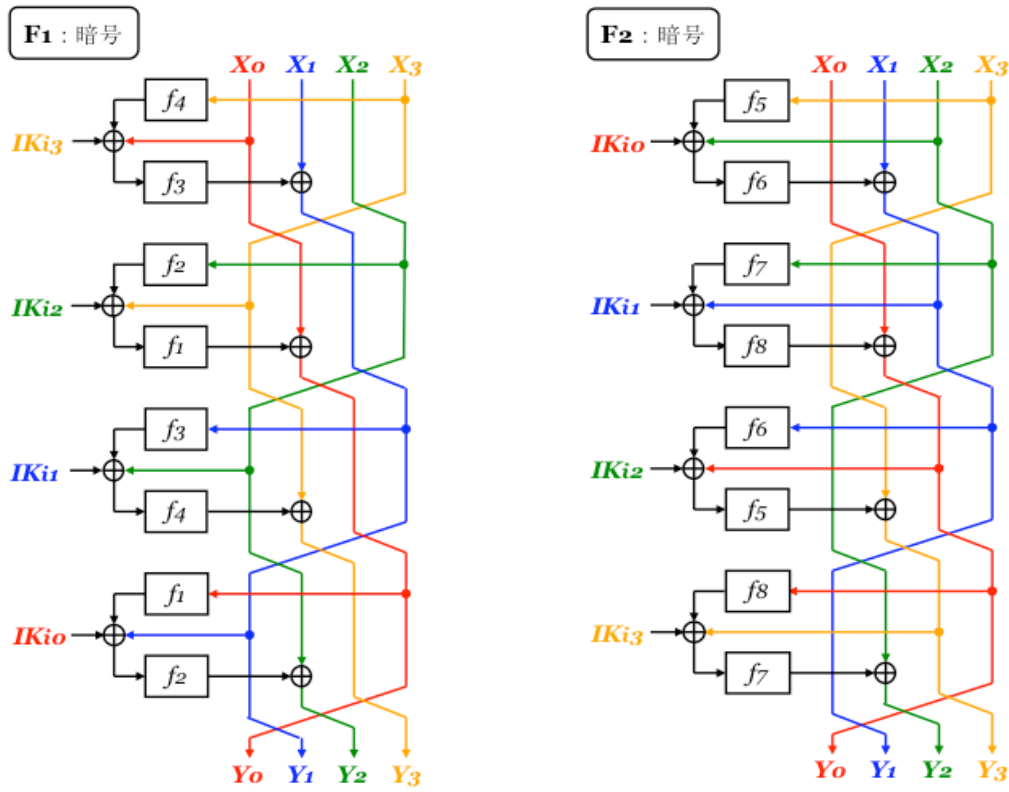 F1 : 暗号
X0 X1 X2 X3
f4
IKi3
f3
f2
IKi2
f1
f3
IKi1
f4
f1
IKi0
f2
Y0 Y1 Y2 Y3
F2 : 暗号
X0 X1 X2 X3
f5
IKi0
f6
f7
IKi1
f8
f6
IKi2
f5
f8
IKi3
f7
Y0 Y1 Y2 Y3